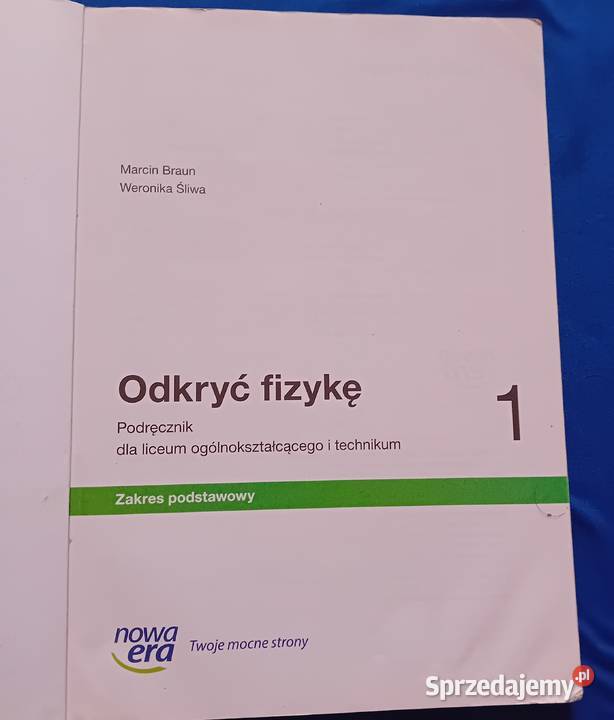 Marcin Braun
Weronika Śliwa
Odkryć fizykę
1
Podręcznik
dla liceum ogólnokształcącego i technikum
Zakres podstawowy
nowa
era
Twoje mocne strony
Sprzedajemy.pl